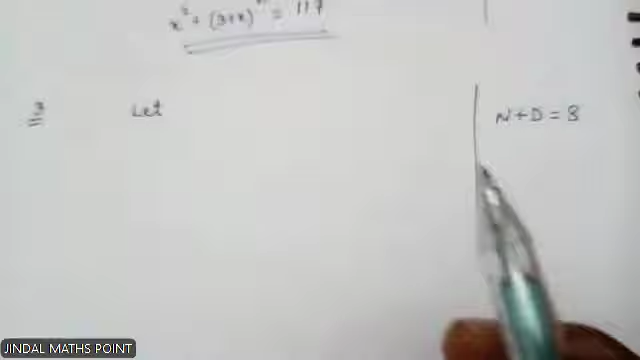 x² + (3+x)² = 117
3
Let
N + D = 8
JINDAL MATHS POINT